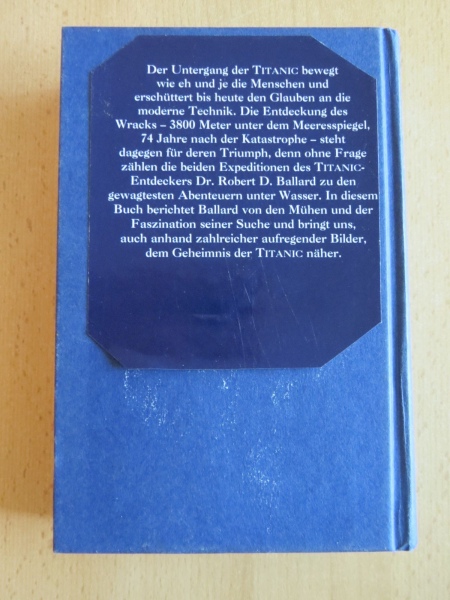 Der Untergang der TITANIC bewegt
wie eh und je die Menschen und
erschüttert bis heute den Glauben an die
moderne Technik. Die Entdeckung des
Wracks – 3800 Meter unter dem Meeresspiegel,
74 Jahre nach der Katastrophe – steht
dagegen für deren Triumph, denn ohne Frage
zählen die beiden Expeditionen des TITANIC-
Entdeckers Dr. Robert D. Ballard zu den
gewagtesten Abenteuern unter Wasser. In diesem
Buch berichtet Ballard von den Mühen und der
Faszination seiner Suche und bringt uns,
auch anhand zahlreicher aufregender Bilder,
dem Geheimnis der TITANIC näher.